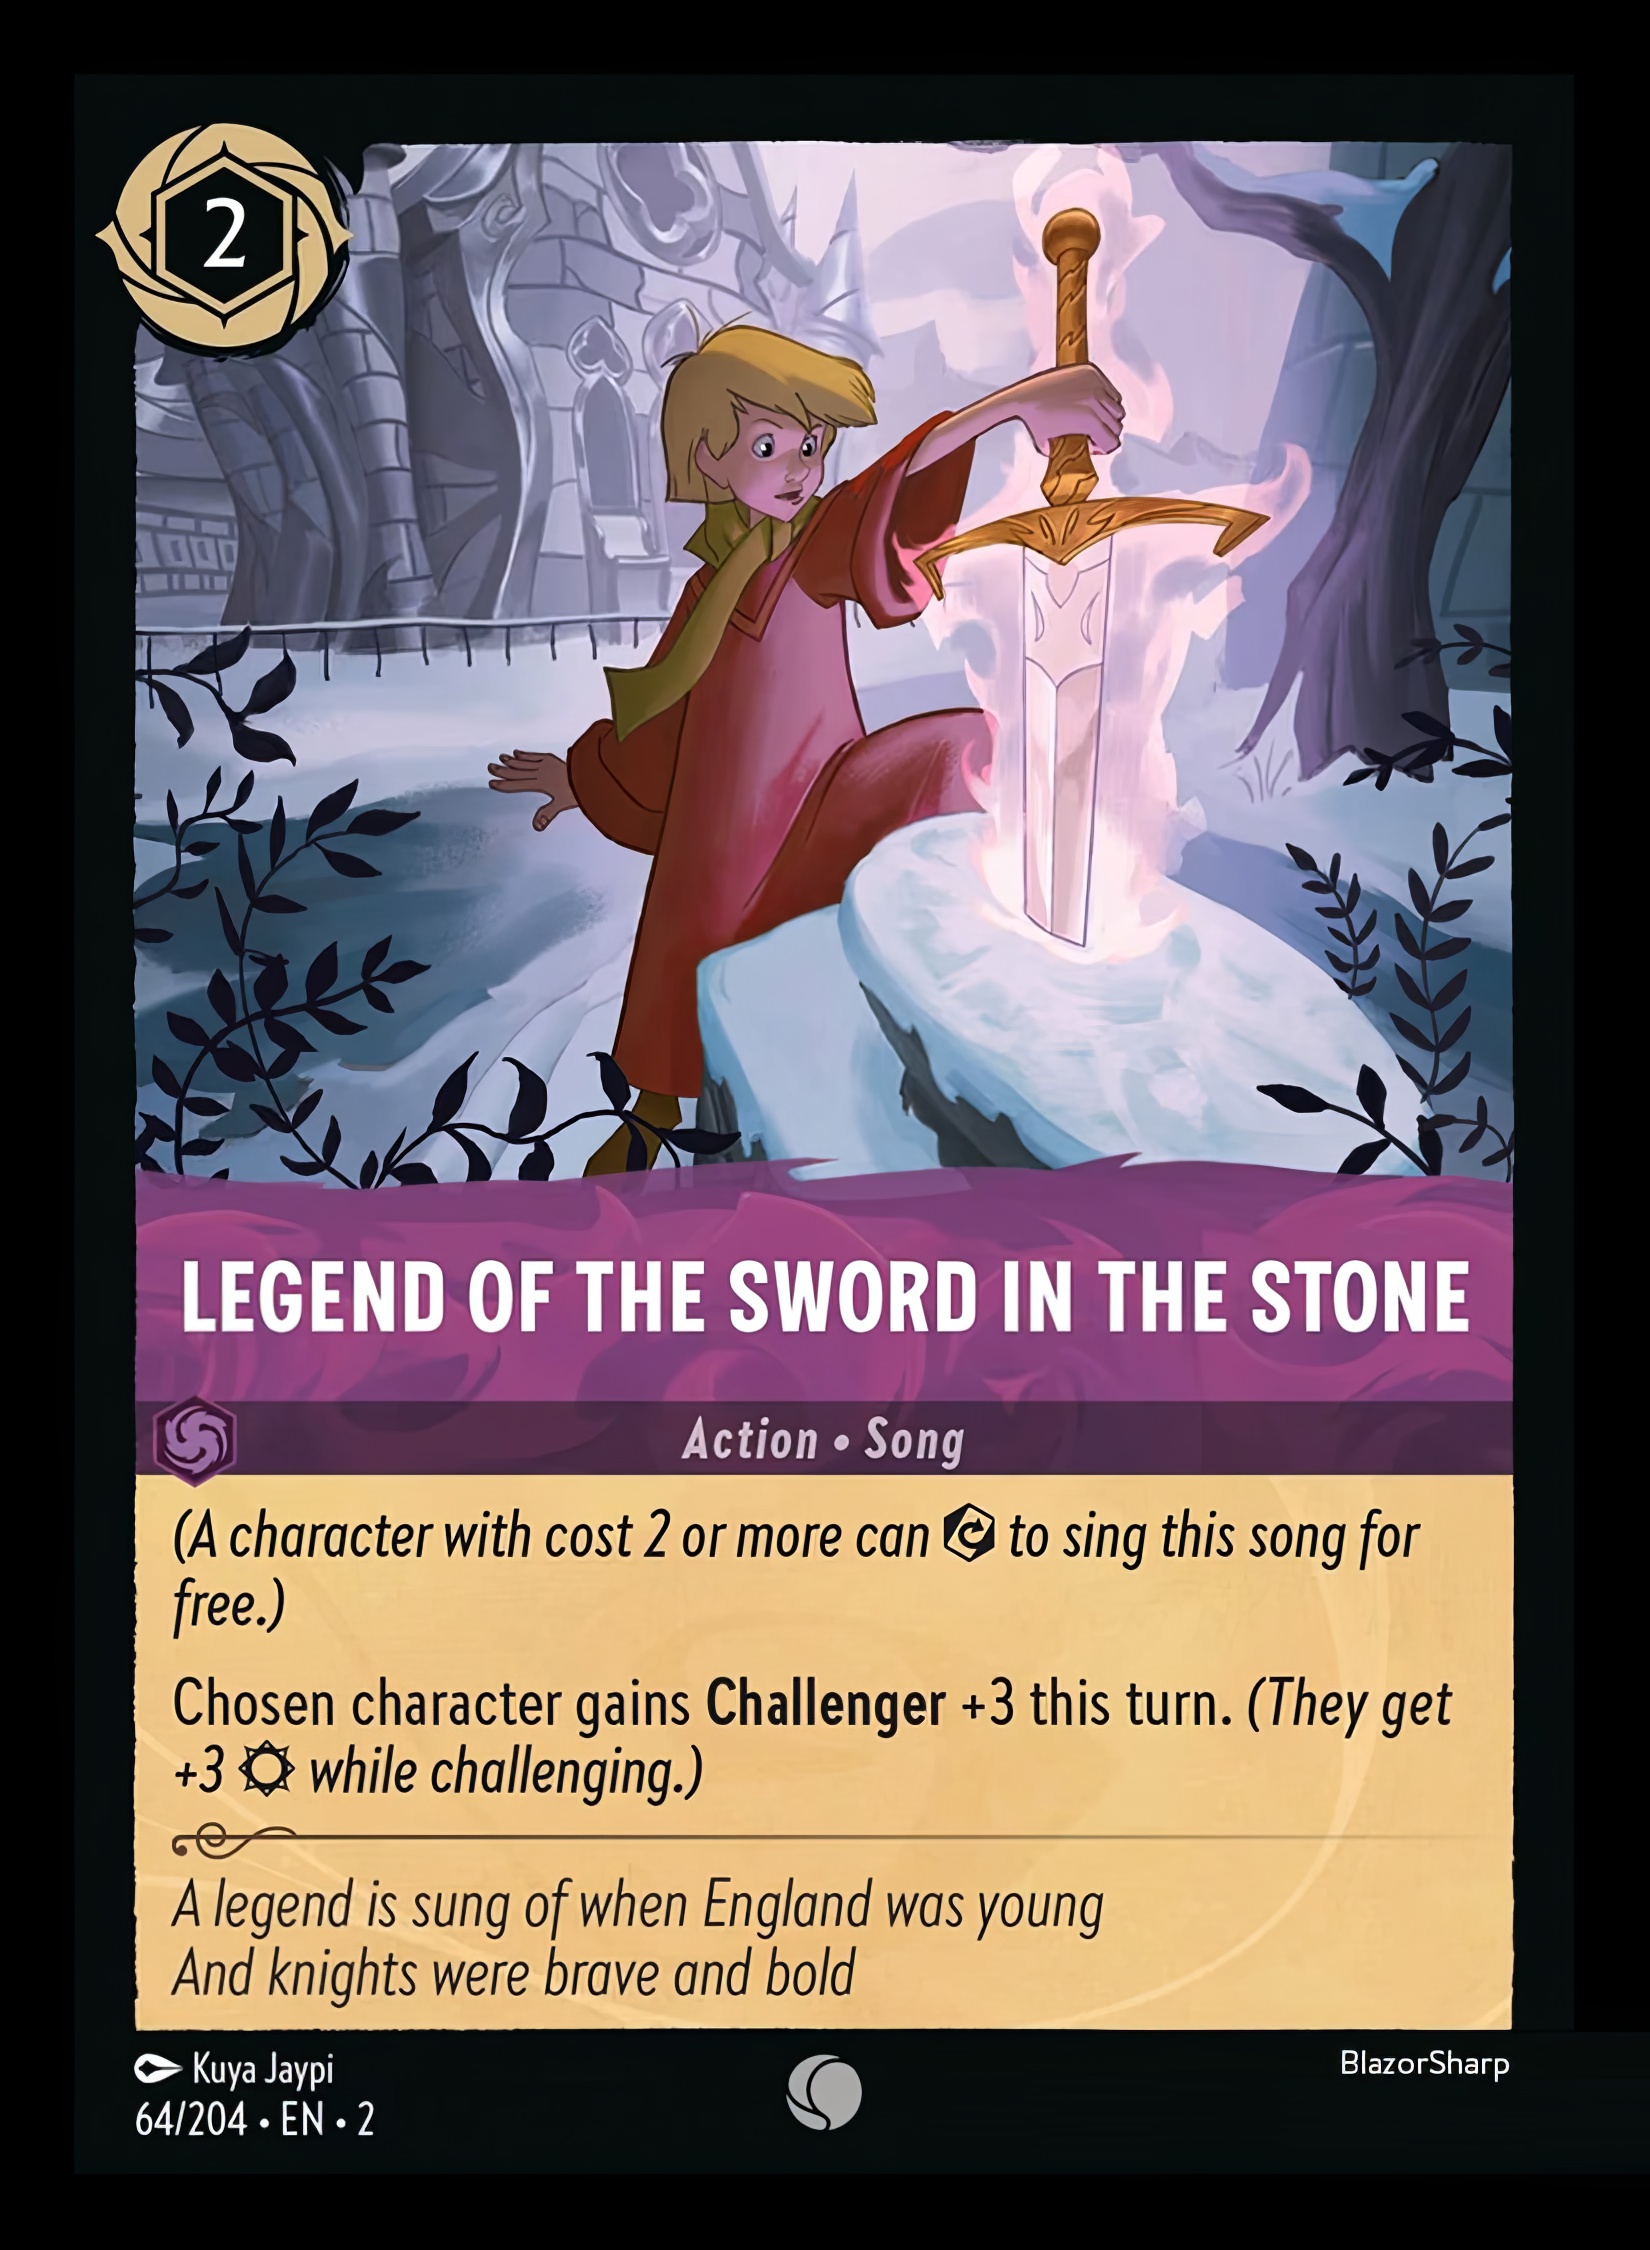 2
LEGEND OF THE SWORD IN THE STONE
Action • Song
(A character with cost 2 or more can to sing this song for
free.)
Chosen character gains Challenger +3 this turn. (They get
+3 while challenging.)
A legend is sung of when England was young
And knights were brave and bold
Kuya Jaypi
BlazorSharp
64/204 • EN • 2